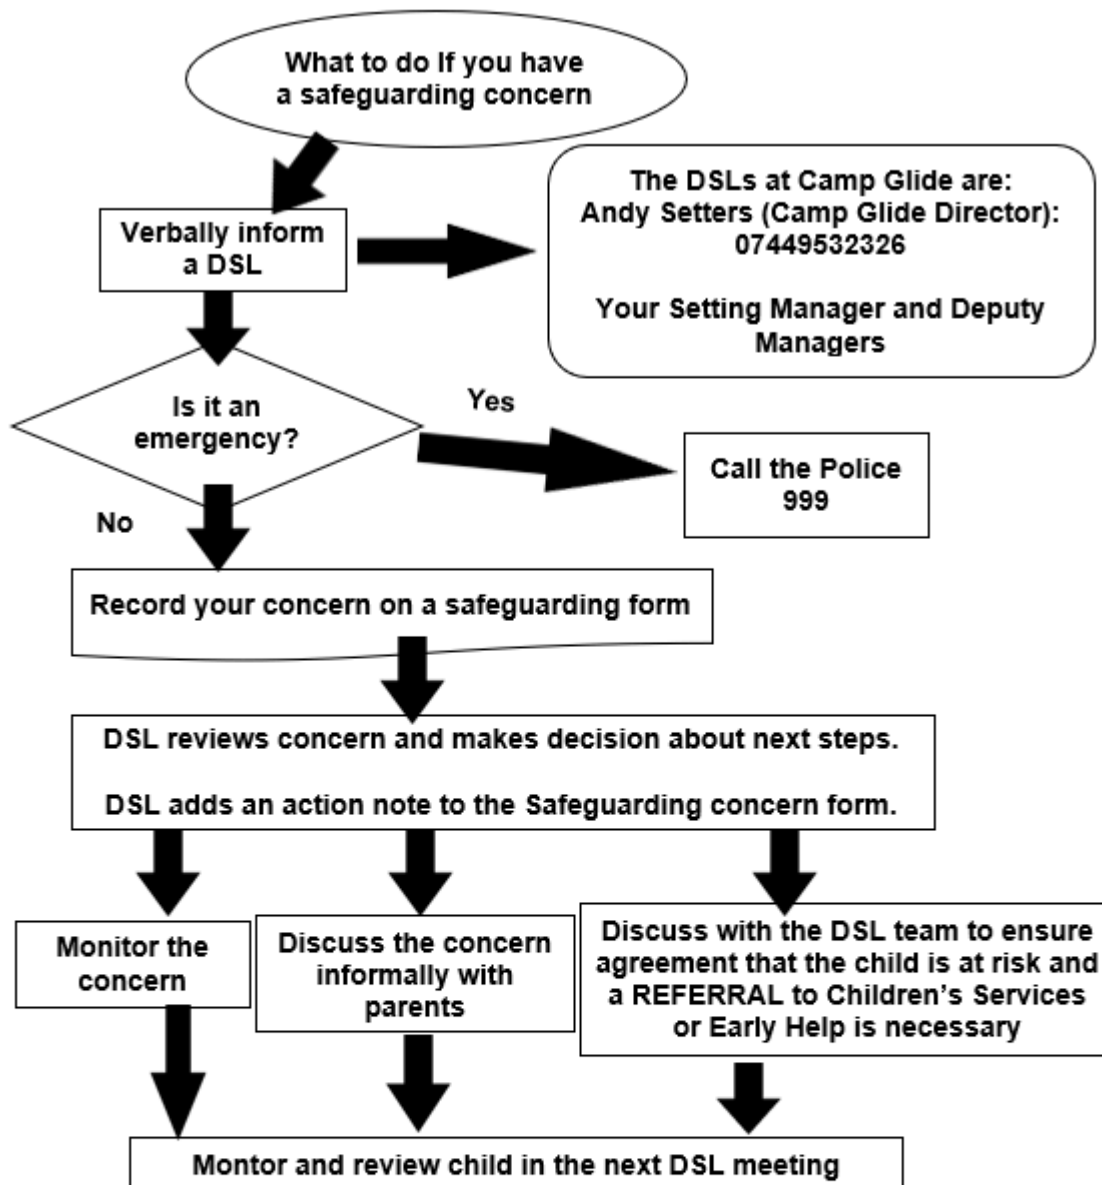 What to do If you have
a safeguarding concern
The DSLs at Camp Glide are:
Andy Setters (Camp Glide Director):
07449532326
Your Setting Manager and Deputy
Managers
Verbally inform
a DSL
Is it an
emergency?
Yes
Call the Police
999
No
Record your concern on a safeguarding form
DSL reviews concern and makes decision about next steps.
DSL adds an action note to the Safeguarding concern form.
Monitor the
concern
Discuss the concern
informally with
parents
Discuss with the DSL team to ensure
agreement that the child is at risk and
a REFERRAL to Children’s Services
or Early Help is necessary
Montor and review child in the next DSL meeting